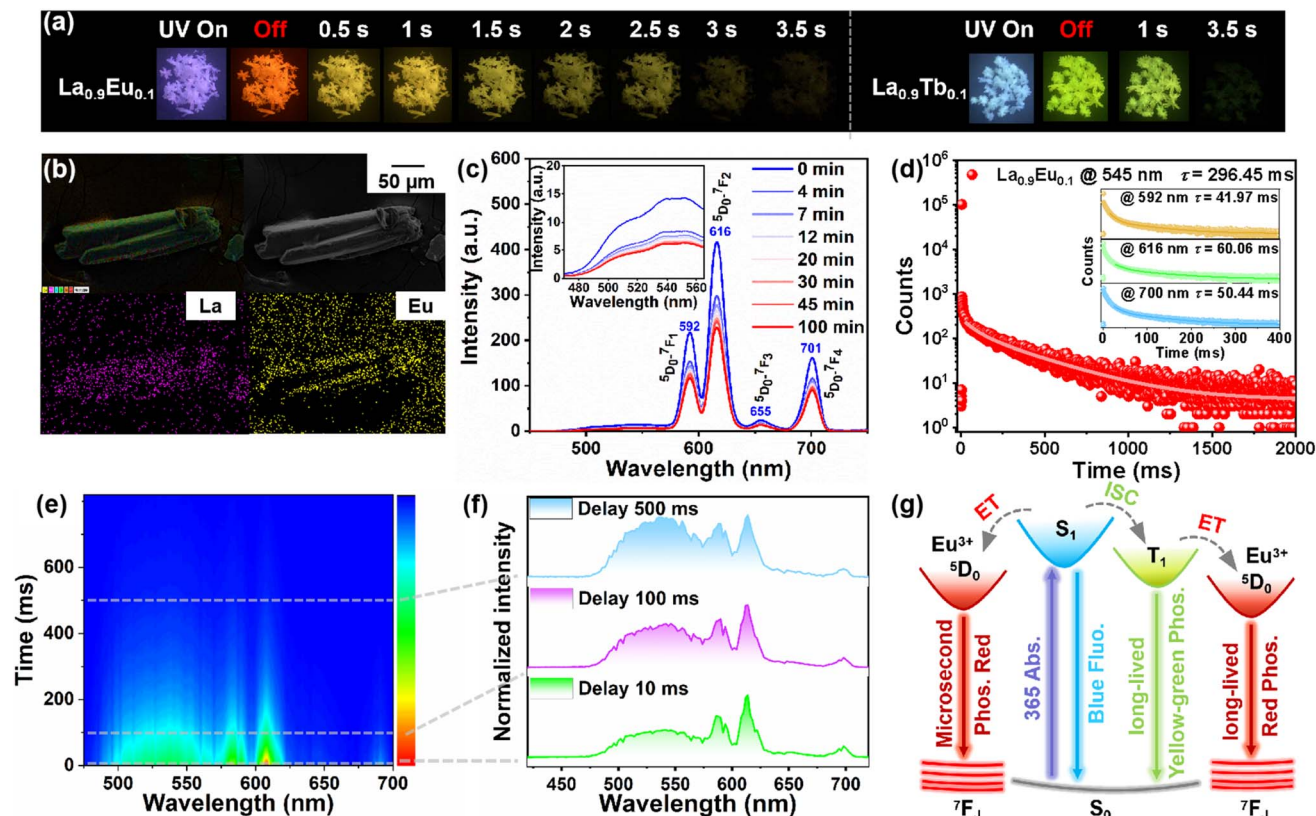 (a)
UV On Off 0.5 s 1 s 1.5 s 2 s 2.5 s 3 s 3.5 s
La0.9Eu0.1
UV On Off 1 s 3.5 s
La0.9Tb0.1
(b)
50 μm
La
Eu
(c)
600
500
400
300
200
100
0
Intensity (a.u.)
500 600 700
Wavelength (nm)
20
15
10
5
0
Intensity (a.u.)
480 500 520 540 560
Wavelength (nm)
5D0-7F1
592
5D0-7F2
616
5D0-7F3
655
5D0-7F4
701
0 min
4 min
7 min
12 min
20 min
30 min
45 min
100 min
(d)
10^6
10^5
10^4
10^3
10^2
10^1
10^0
Counts
La0.9Eu0.1 @ 545 nm τ = 296.45 ms
@ 592 nm τ = 41.97 ms
@ 616 nm τ = 60.06 ms
@ 700 nm τ = 50.44 ms
Counts
0 100 200 300 400
Time (ms)
0 500 1000 1500 2000
Time (ms)
(e)
600
400
200
0
Time (ms)
500 550 600 650 700
Wavelength (nm)
(f)
Normalized intensity
Delay 500 ms
Delay 100 ms
Delay 10 ms
450 500 550 600 650 700
Wavelength (nm)
(g)
ET
ISC
ET
S1
T1
Eu3+
5D0
Eu3+
5D0
Microsecond
Phos. Red
365 Abs.
Blue Fluo.
long-lived
Yellow-green Phos.
long-lived
Red Phos.
7FJ
S0
7FJ